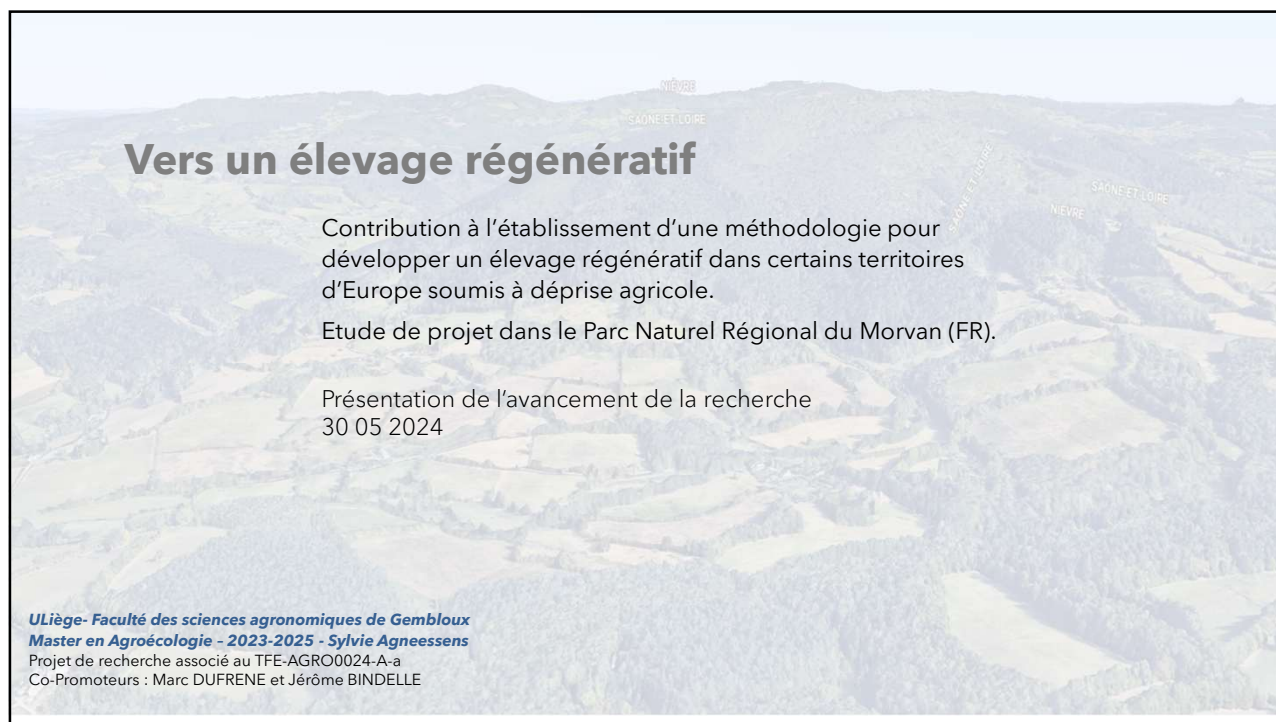 NIÈVRE
SAÔNE ET LOIRE
Vers un élevage régénératif
SAÔNE ET LOIRE
NIÈVRE
SAÔNE ET LOIRE
Contribution à l’établissement d’une méthodologie pour
développer un élevage régénératif dans certains territoires
d’Europe soumis à déprise agricole.
Etude de projet dans le Parc Naturel Régional du Morvan (FR).
Présentation de l’avancement de la recherche
30 05 2024
ULiège- Faculté des sciences agronomiques de Gembloux
Master en Agroécologie – 2023-2025 - Sylvie Agneessens
Projet de recherche associé au TFE-AGRO0024-A-a
Co-Promoteurs : Marc DUFRENE et Jérôme BINDELLE